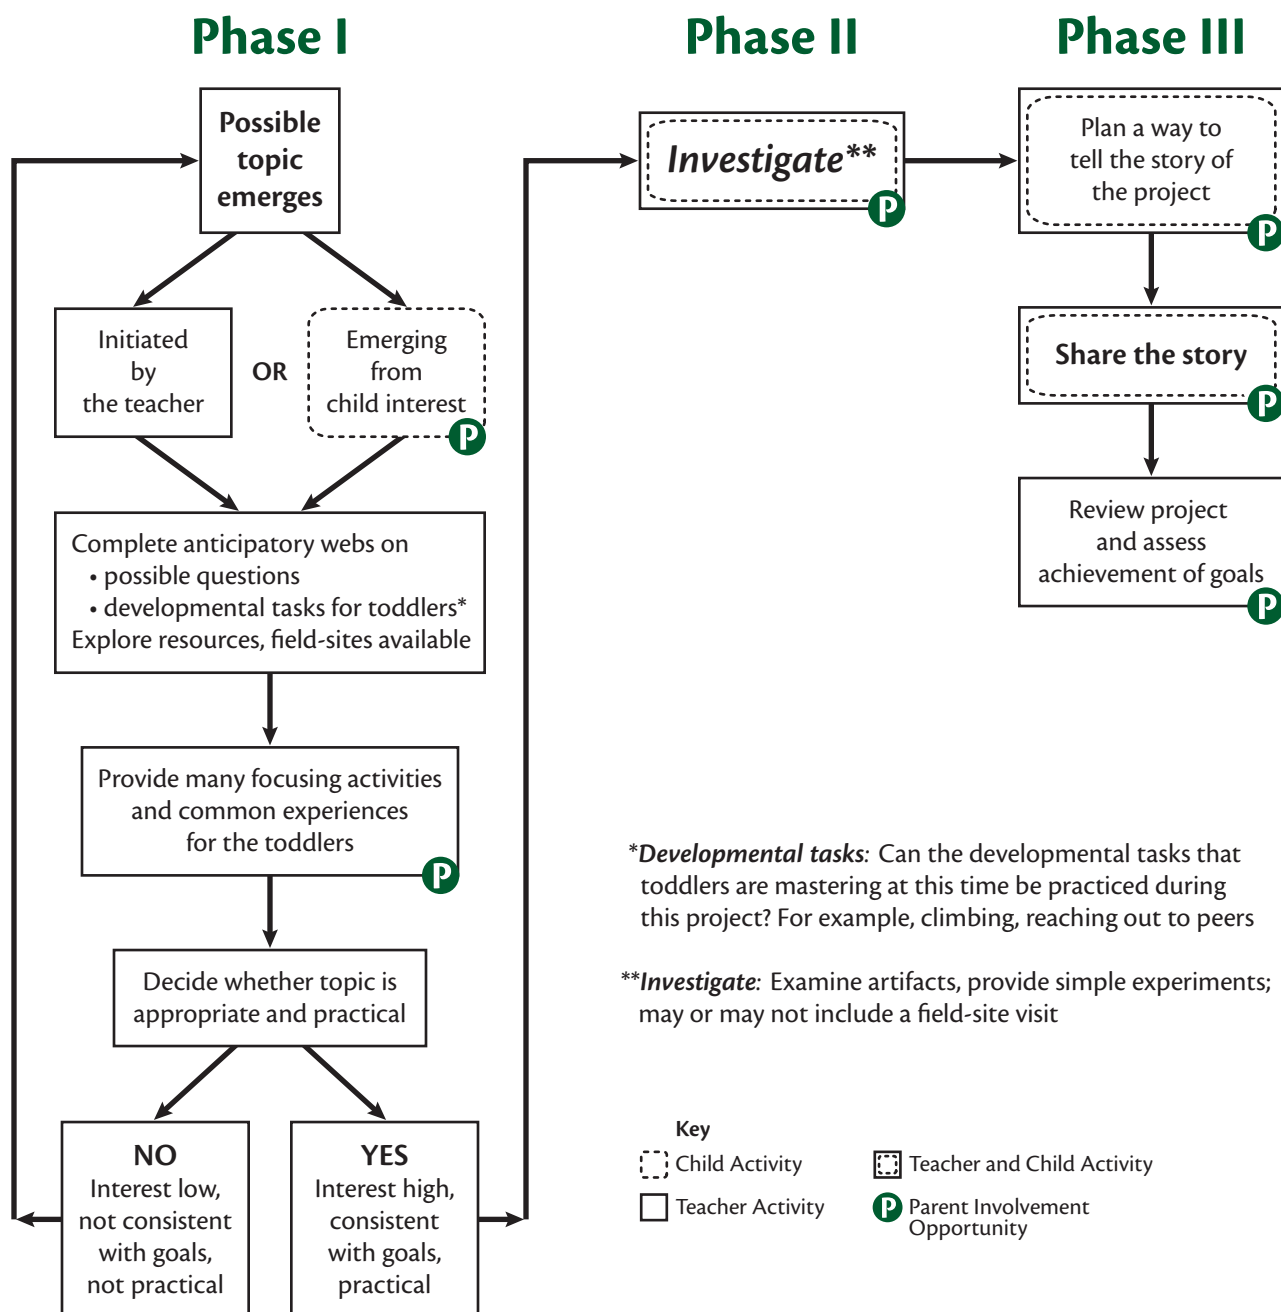 Phase I
Possible
topic
emerges
Initiated
by
the teacher
OR
Emerging
from
child interest
P
Complete anticipatory webs on
• possible questions
• developmental tasks for toddlers*
Explore resources, field-sites available
Provide many focusing activities
and common experiences
for the toddlers
P
Decide whether topic is
appropriate and practical
NO
Interest low,
not consistent
with goals,
not practical
YES
Interest high,
consistent
with goals,
practical
Phase II
Investigate**
P
Phase III
Plan a way to
tell the story of
the project
P
Share the story
P
Review project
and assess
achievement of goals
P
*Developmental tasks: Can the developmental tasks that
toddlers are mastering at this time be practiced during
this project? For example, climbing, reaching out to peers
**Investigate: Examine artifacts, provide simple experiments;
may or may not include a field-site visit
Key
Child Activity
Teacher Activity
Teacher and Child Activity
P Parent Involvement
Opportunity